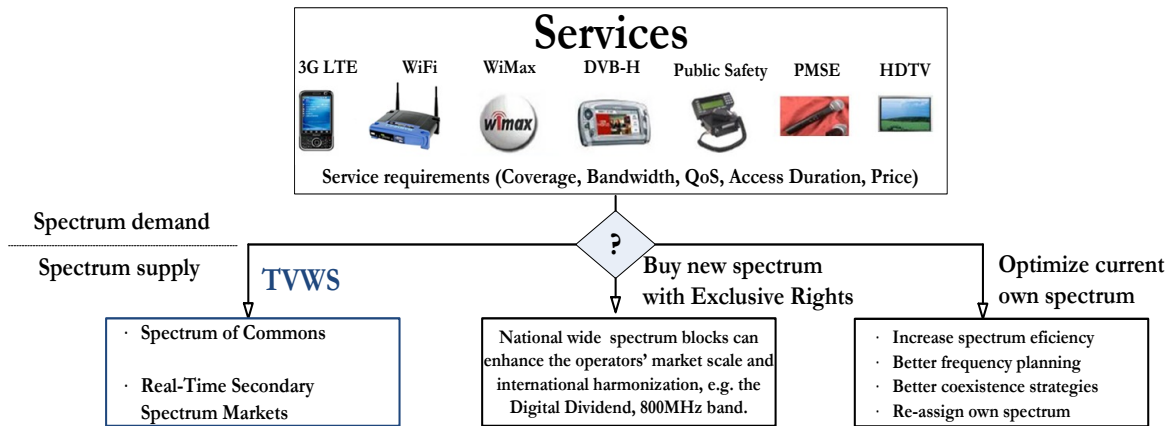 Services
3G LTE WiFi WiMax DVB-H Public Safety PMSE HDTV
wimax
Service requirements (Coverage, Bandwidth, QoS, Access Duration, Price)
Spectrum demand
Spectrum supply
?
TVWS
Buy new spectrum
with Exclusive Rights
Optimize current
own spectrum
· Spectrum of Commons
· Real-Time Secondary
Spectrum Markets
National wide spectrum blocks can
enhance the operators' market scale and
international harmonization, e.g. the
Digital Dividend, 800MHz band.
· Increase spectrum eficiency
· Better frequency planning
· Better coexistence strategies
· Re-assign own spectrum